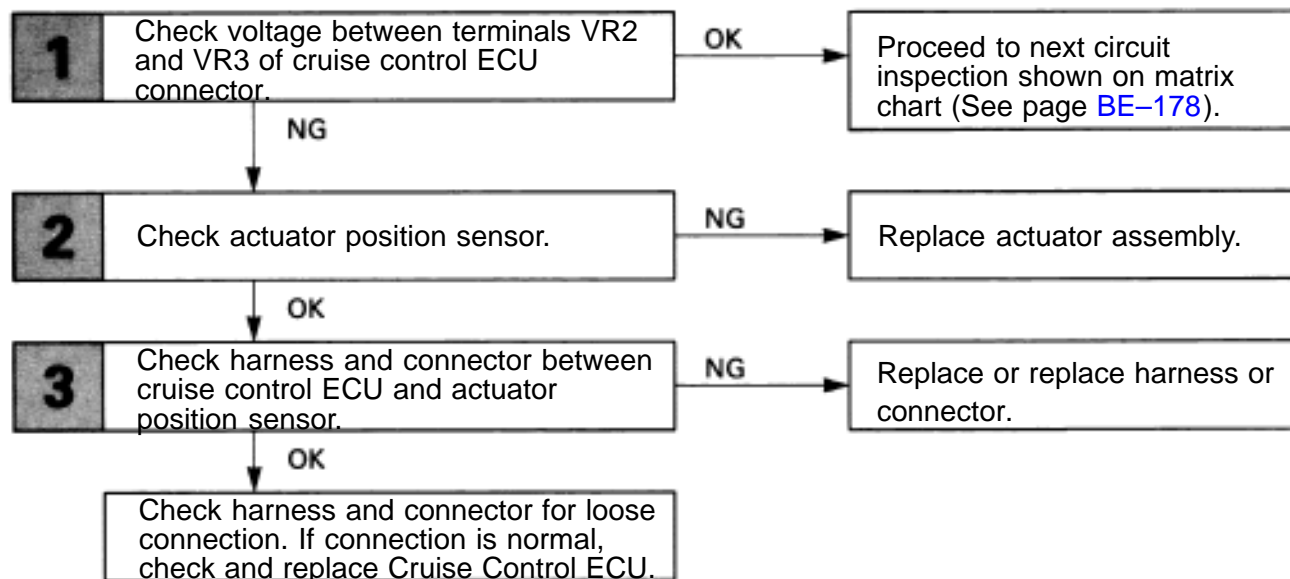 1
Check voltage between terminals VR2
and VR3 of cruise control ECU
connector.
OK
Proceed to next circuit
inspection shown on matrix
chart (See page BE–178).
NG
2
Check actuator position sensor.
NG
Replace actuator assembly.
OK
3
Check harness and connector between
cruise control ECU and actuator
position sensor.
NG
Replace or replace harness or
connector.
OK
Check harness and connector for loose
connection. If connection is normal,
check and replace Cruise Control ECU.